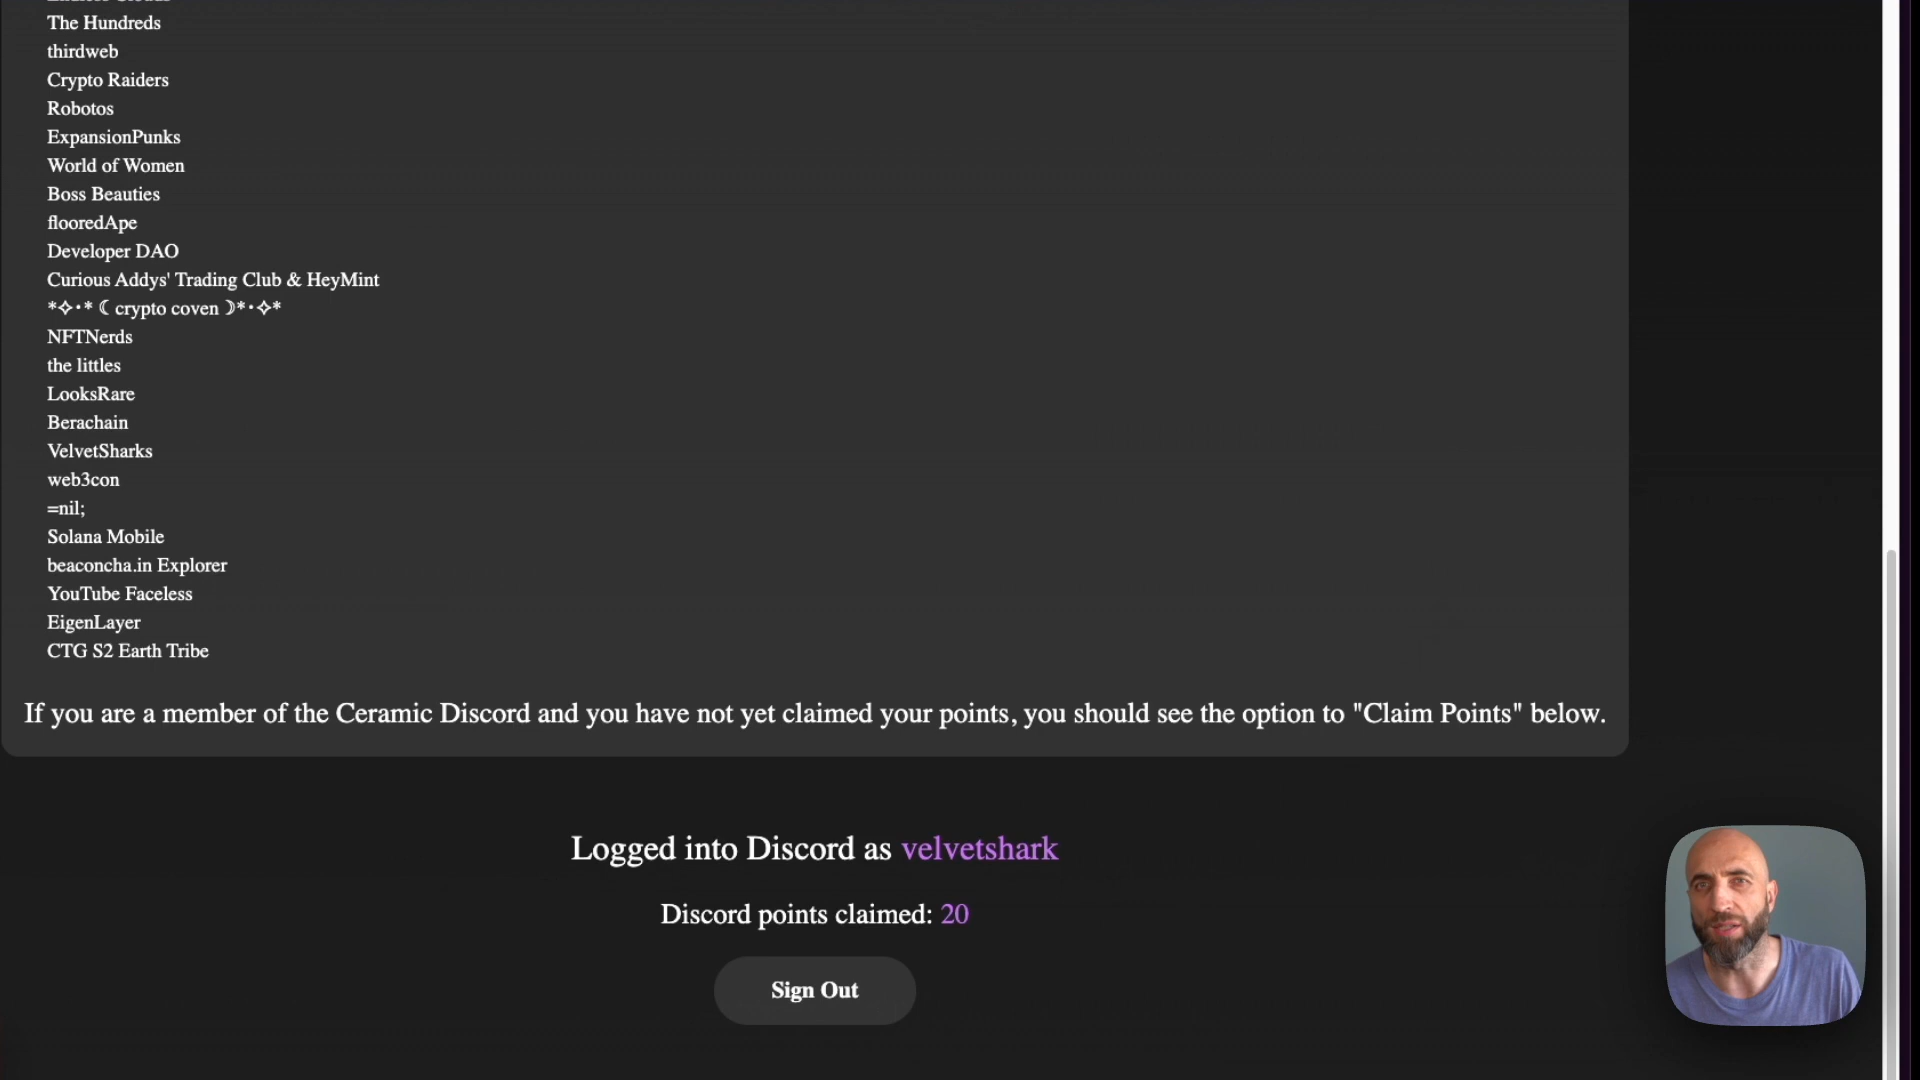 The Hundreds
thirdweb
Crypto Raiders
Robotos
ExpansionPunks
World of Women
Boss Beauties
flooredApe
Developer DAO
Curious Addys' Trading Club & HeyMint
*✧･ﾟ* ☾ crypto coven ☽*･✧*
NFTNerds
the littles
LooksRare
Berachain
VelvetSharks
web3con
=nil;
Solana Mobile
beaconcha.in Explorer
YouTube Faceless
EigenLayer
CTG S2 Earth Tribe
If you are a member of the Ceramic Discord and you have not yet claimed your points, you should see the option to "Claim Points" below.
Logged into Discord as velvetshark
Discord points claimed: 20
Sign Out